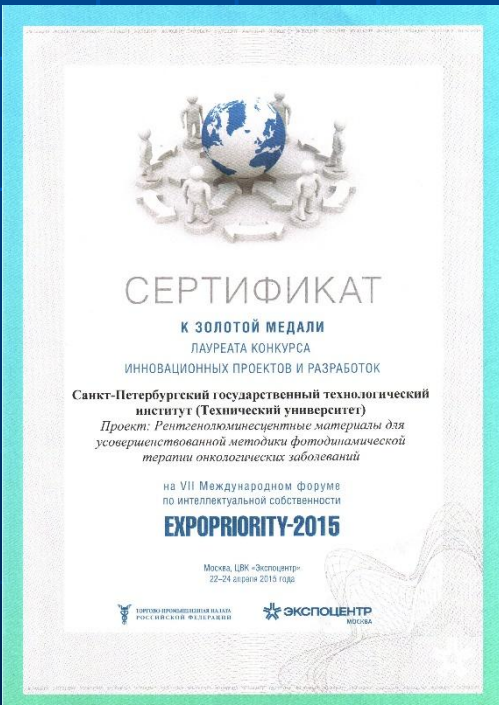 СЕРТИФИКАТ
К ЗОЛОТОЙ МЕДАЛИ
ЛАУРЕАТА КОНКУРСА
ИННОВАЦИОННЫХ ПРОЕКТОВ И РАЗРАБОТОК
Санкт-Петербургский государственный технологический
институт (Технический университет)
Проект: Рентгенолюминесцентные материалы для
усовершенствованной методики фотодинамической
терапии онкологических заболеваний
на VII Международном форуме
по интеллектуальной собственности
EXPOPRIORITY-2015
Москва, ЦВК «Экспоцентр»
22–24 апреля 2015 года
ТОРГОВО-ПРОМЫШЛЕННАЯ ПАЛАТА
РОССИЙСКОЙ ФЕДЕРАЦИИ
ЭКСПОЦЕНТР
МОСКВА